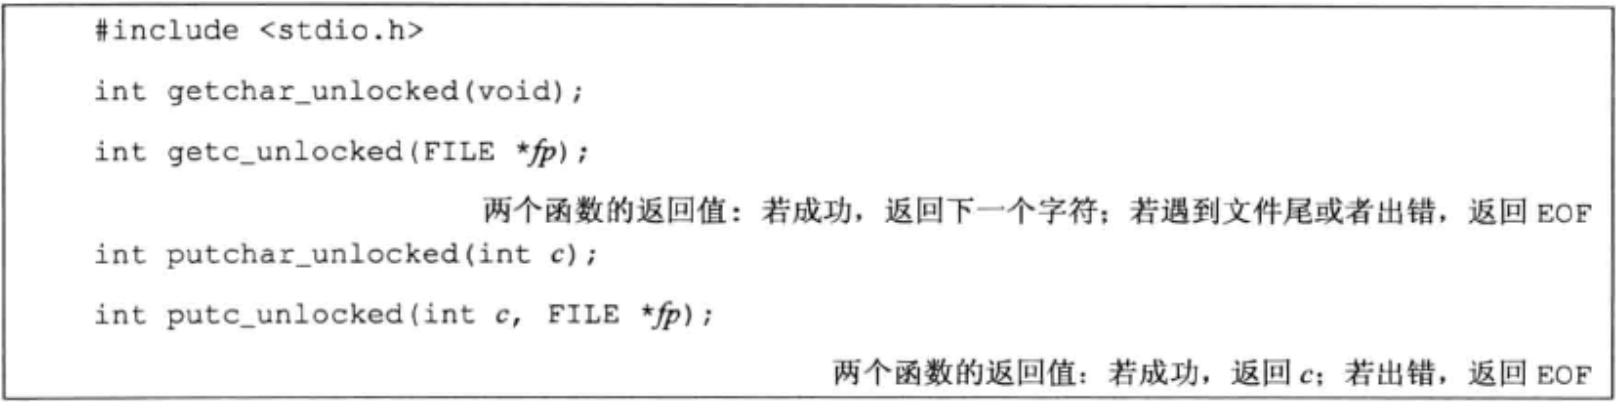 #include <stdio.h>
int getchar_unlocked(void);
int getc_unlocked(FILE *fp);
两个函数的返回值：若成功，返回下一个字符；若遇到文件尾或者出错，返回 EOF
int putchar_unlocked(int c);
int putc_unlocked(int c, FILE *fp);
两个函数的返回值：若成功，返回 c；若出错，返回 EOF